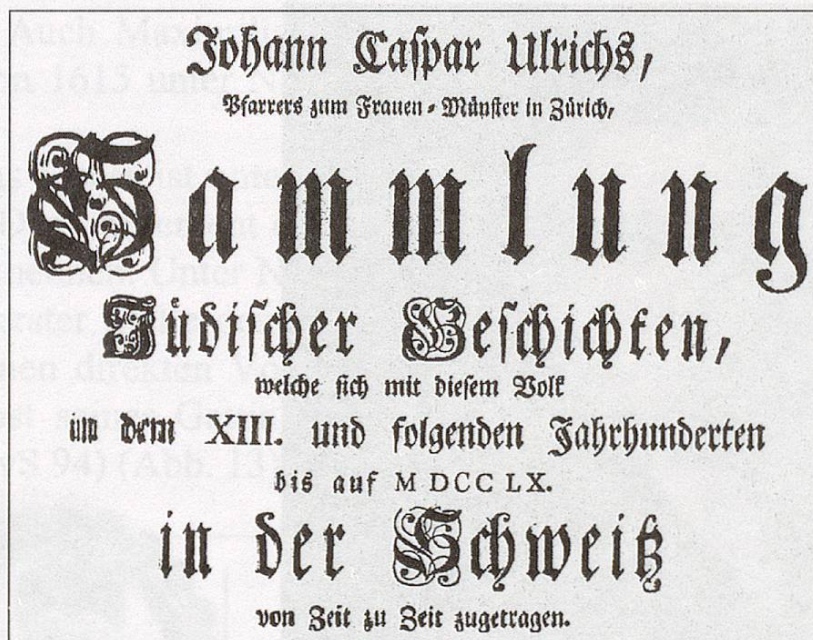 Johann Caspar Ulrichs,
Pfarrers zum Frauen-Münster in Zürich,
Sammlung
Jüdischer Geschichten,
welche sich mit diesem Volk
in dem XIII. und folgenden Jahrhunderten
bis auf MDCCLX.
in der Schweitz
von Zeit zu Zeit zugetragen.